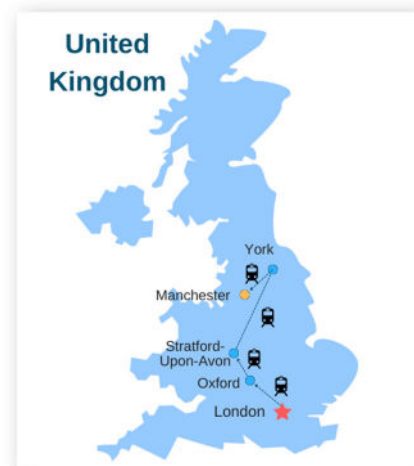 United
Kingdom
York
Manchester
Stratford-
Upon-Avon
Oxford
London